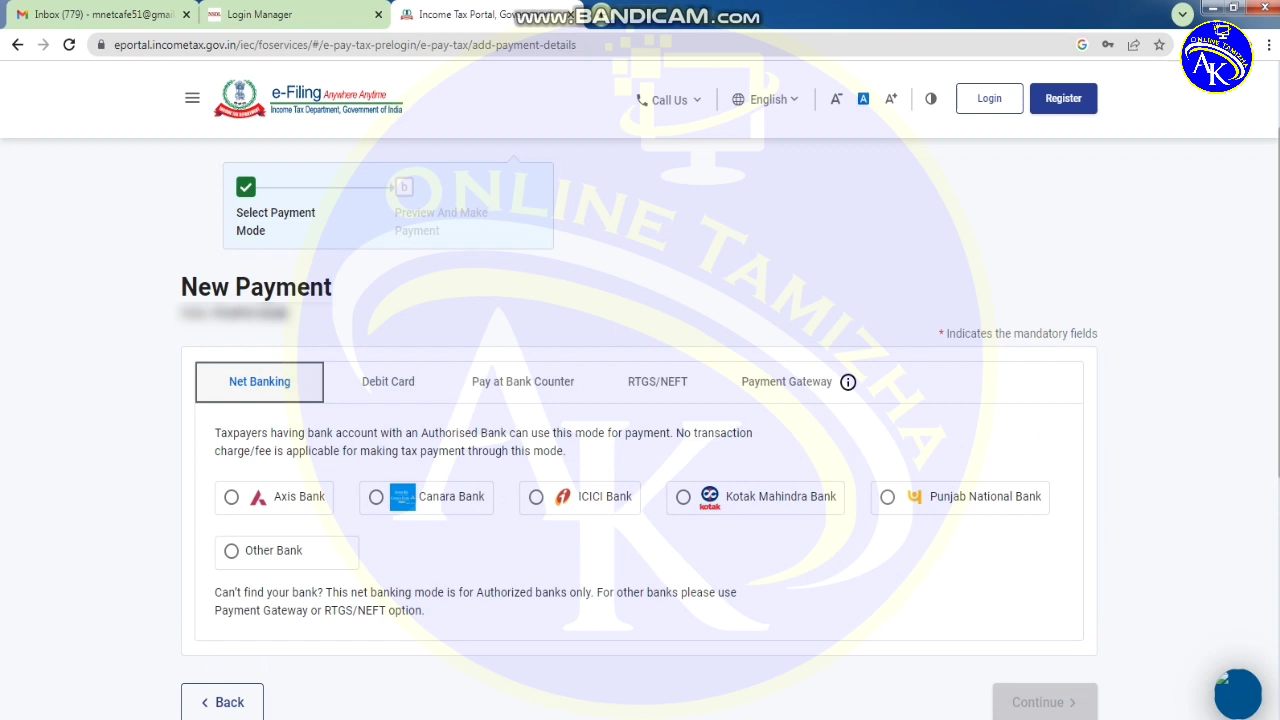 www.BANDICAM.com
Inbox (779) - mnetcafe51@gmail
Login Manager
Income Tax Portal, Gov
eportal.incometax.gov.in/iec/foservices/#/e-pay-tax-prelogin/e-pay-tax/add-payment-details
ONLINE TAMIZHA
AK
e-Filing Anywhere Anytime
Income Tax Department, Government of India
Call Us
English
A-
A
A+
Login
Register
b
Select Payment Mode
Preview And Make Payment
ONLINE TAMIZHA
AK
New Payment
* Indicates the mandatory fields
Net Banking
Debit Card
Pay at Bank Counter
RTGS/NEFT
Payment Gateway
Taxpayers having bank account with an Authorised Bank can use this mode for payment. No transaction
charge/fee is applicable for making tax payment through this mode.
Axis Bank
Canara Bank
ICICI Bank
kotak
Kotak Mahindra Bank
Punjab National Bank
Other Bank
Can't find your bank? This net banking mode is for Authorized banks only. For other banks please use
Payment Gateway or RTGS/NEFT option.
< Back
Continue >